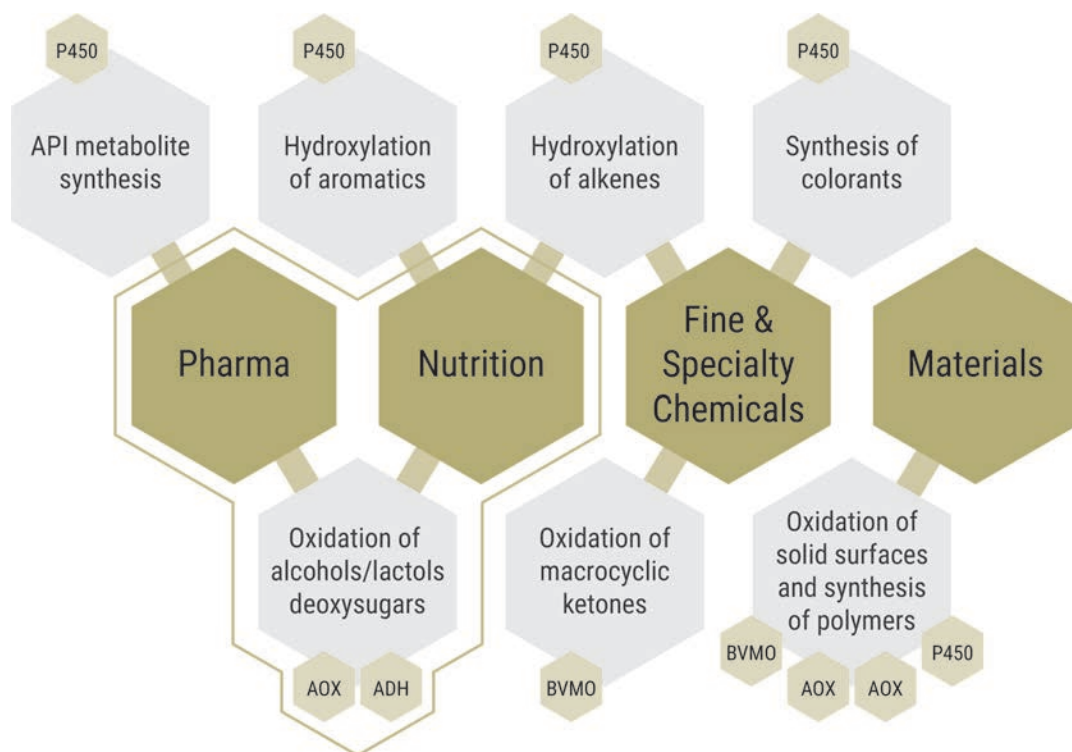 P450
P450
P450
P450
API metabolite
synthesis
Hydroxylation
of aromatics
Hydroxylation
of alkenes
Synthesis of
colorants
Pharma
Nutrition
Fine &
Specialty
Chemicals
Materials
Oxidation of
alcohols/lactols
deoxysugars
Oxidation of
macrocyclic
ketones
Oxidation of
solid surfaces
and synthesis
of polymers
AOX
ADH
BVMO
BVMO
AOX
AOX
P450